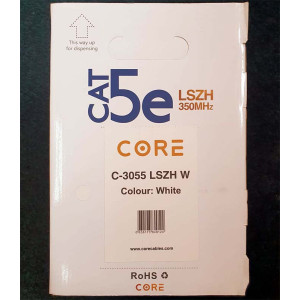 This way up
for dispensing
CAT
5e
LSZH
350MHz
CORE
C-3055 LSZH W
Colour: White
www.corecables.com
RoHS
CORE